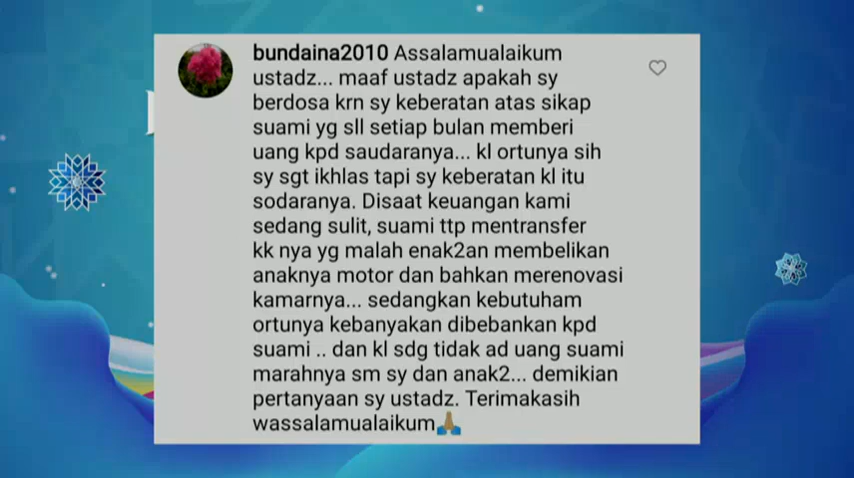 bundaina2010 Assalamualaikum
ustadz... maaf ustadz apakah sy
berdosa krn sy keberatan atas sikap
suami yg sll setiap bulan memberi
uang kpd saudaranya... kl ortunya sih
sy sgt ikhlas tapi sy keberatan kl itu
sodaranya. Disaat keuangan kami
sedang sulit, suami ttp mentransfer
kk nya yg malah enak2an membelikan
anaknya motor dan bahkan merenovasi
kamarnya... sedangkan kebutuham
ortunya kebanyakan dibebankan kpd
suami .. dan kl sdg tidak ad uang suami
marahnya sm sy dan anak2... demikian
pertanyaan sy ustadz. Terimakasih
wassalamualaikum🙏